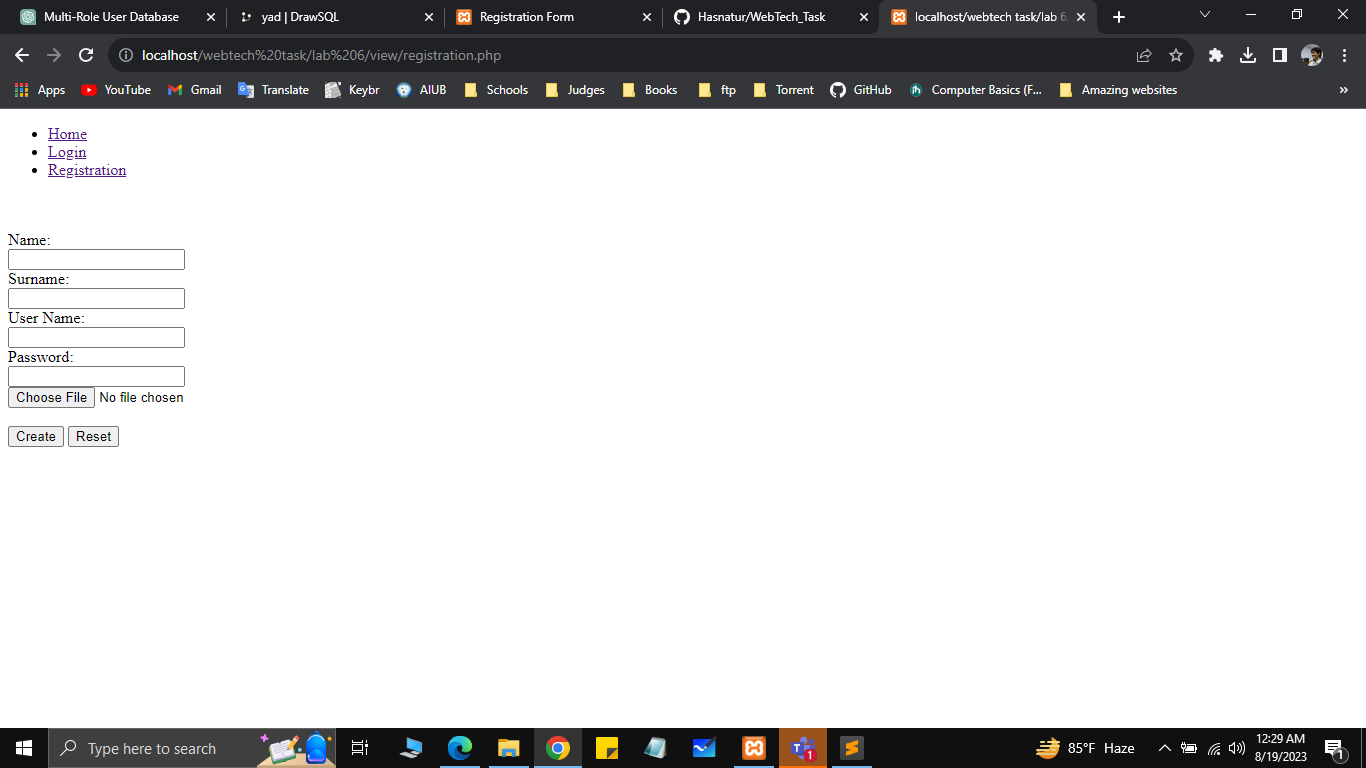 Multi-Role User Database
yad | DrawSQL
Registration Form
Hasnatur/WebTech_Task
localhost/webtech task/lab 6
localhost/webtech%20task/lab%206/view/registration.php
Apps YouTube Gmail Translate Keybr AIUB Schools Judges Books ftp Torrent GitHub Computer Basics (F... Amazing websites »
Home
Login
Registration
Name:
Surname:
User Name:
Password:
Choose File No file chosen
Create Reset
Type here to search
1
85°F Haze
12:29 AM
8/19/2023
1